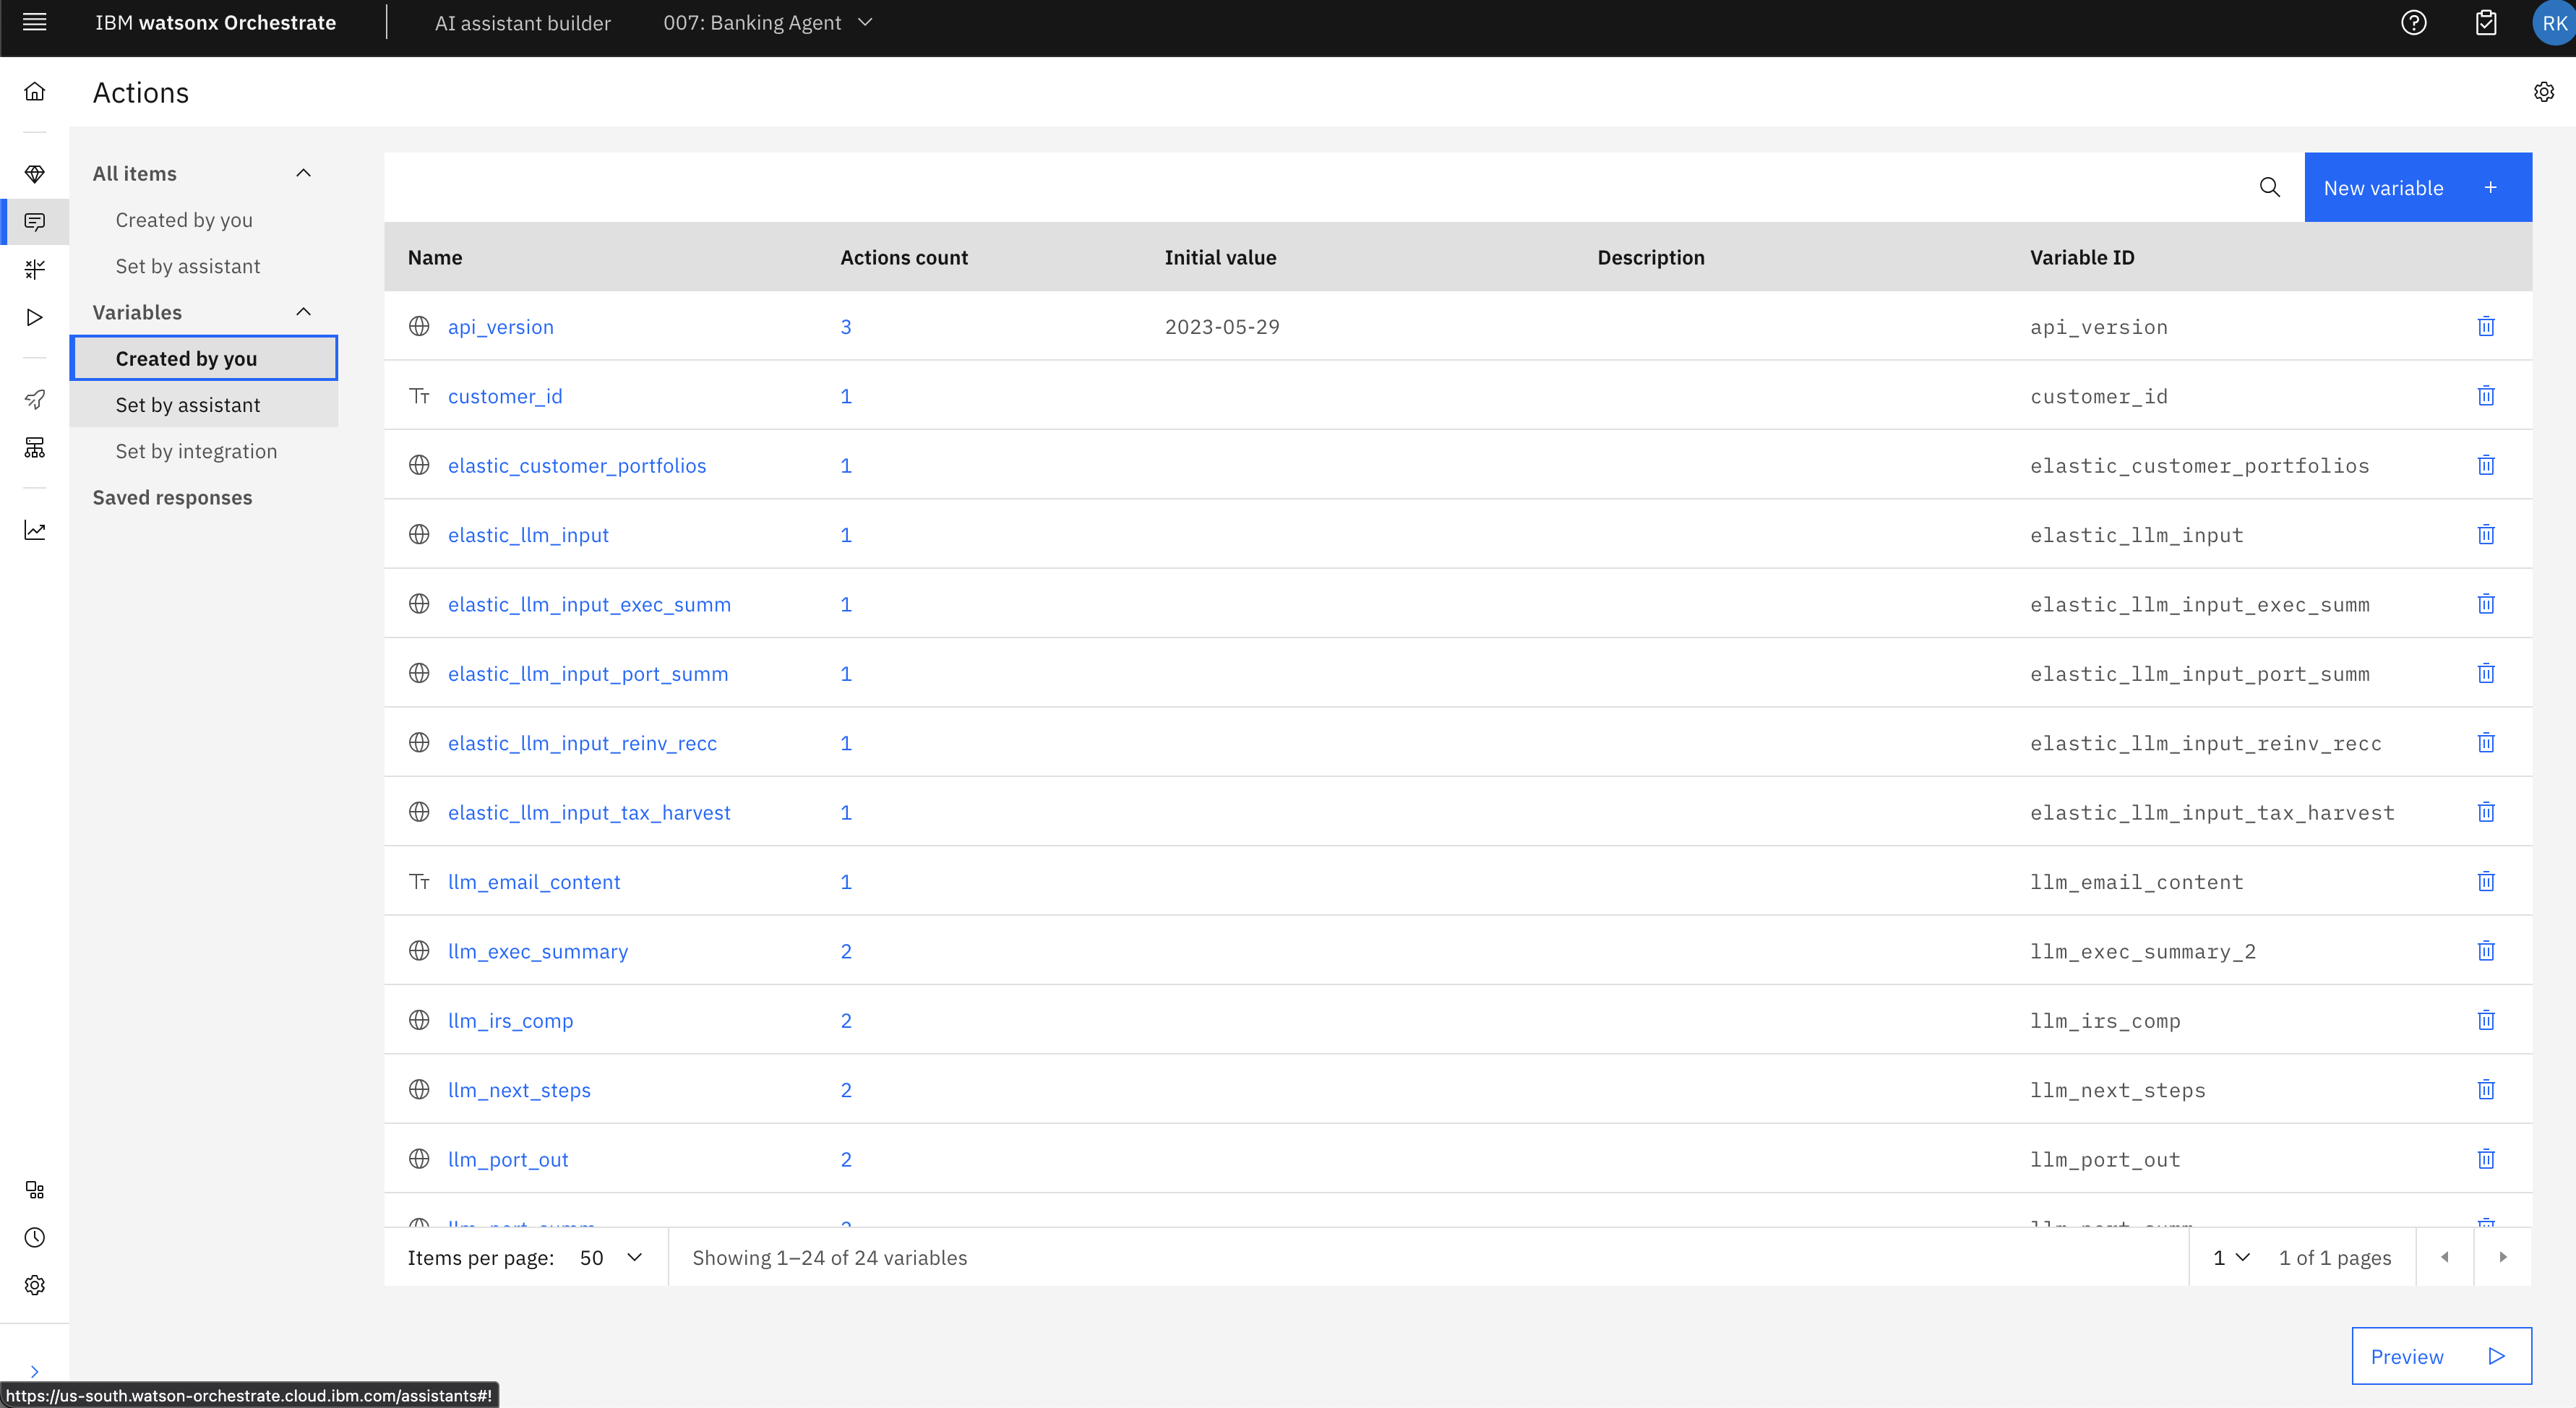 IBM watsonx Orchestrate
AI assistant builder
007: Banking Agent
RK
Actions
All items
Created by you
Set by assistant
Variables
Created by you
Set by assistant
Set by integration
Saved responses
New variable +
Name Actions count Initial value Description Variable ID
api_version 3 2023-05-29 api_version
Tт customer_id 1 customer_id
elastic_customer_portfolios 1 elastic_customer_portfolios
elastic_llm_input 1 elastic_llm_input
elastic_llm_input_exec_summ 1 elastic_llm_input_exec_summ
elastic_llm_input_port_summ 1 elastic_llm_input_port_summ
elastic_llm_input_reinv_recc 1 elastic_llm_input_reinv_recc
elastic_llm_input_tax_harvest 1 elastic_llm_input_tax_harvest
Tт llm_email_content 1 llm_email_content
llm_exec_summary 2 llm_exec_summary_2
llm_irs_comp 2 llm_irs_comp
llm_next_steps 2 llm_next_steps
llm_port_out 2 llm_port_out
Items per page: 50 Showing 1–24 of 24 variables 1 1 of 1 pages
Preview
https://us-south.watson-orchestrate.cloud.ibm.com/assistants#!